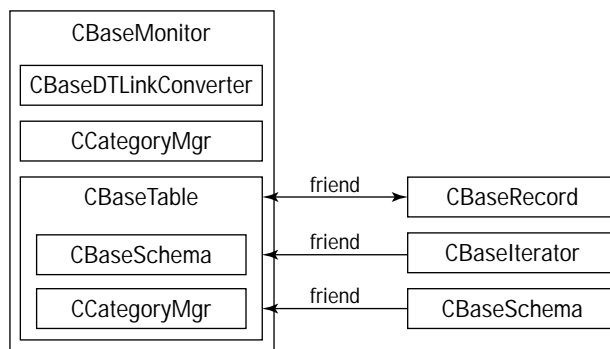 CBaseMonitor
CBaseDTLinkConverter
CCategoryMgr
CBaseTable
friend
CBaseRecord
CBaseSchema
friend
CBaseIterator
CCategoryMgr
friend
CBaseSchema